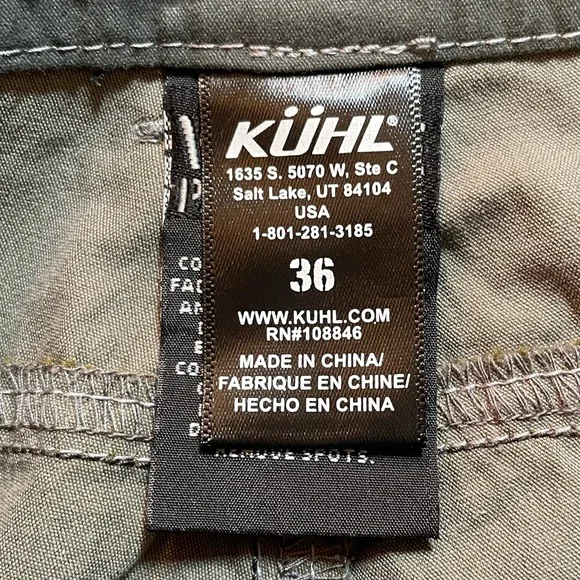 KÜHL®
1635 S. 5070 W, Ste C
Salt Lake, UT 84104
USA
1-801-281-3185
36
WWW.KUHL.COM
RN#108846
MADE IN CHINA/
FABRIQUE EN CHINE/
HECHO EN CHINA
SPOTS.